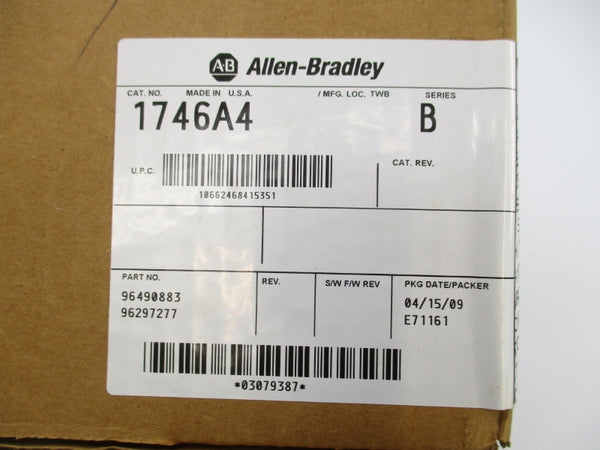 AB Allen-Bradley
CAT. NO. MADE IN U.S.A. / MFG. LOC. TWB SERIES
1746A4 B
U.P.C. CAT. REV.
10662468415351
PART NO. REV. S/W F/W REV PKG DATE/PACKER
96490883 04/15/09
96297277 E71161
*03079387*